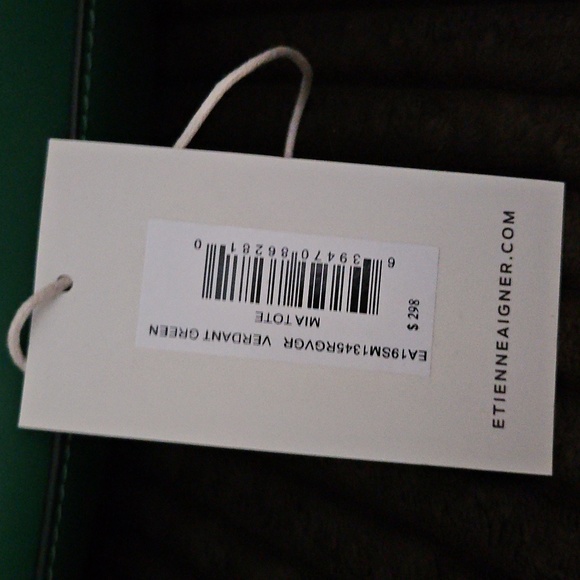 EA19SM1345RGVGR VERDANT GREEN
MIA TOTE
6 39470 86281 0
$ 298
ETIENNEAIGNER.COM